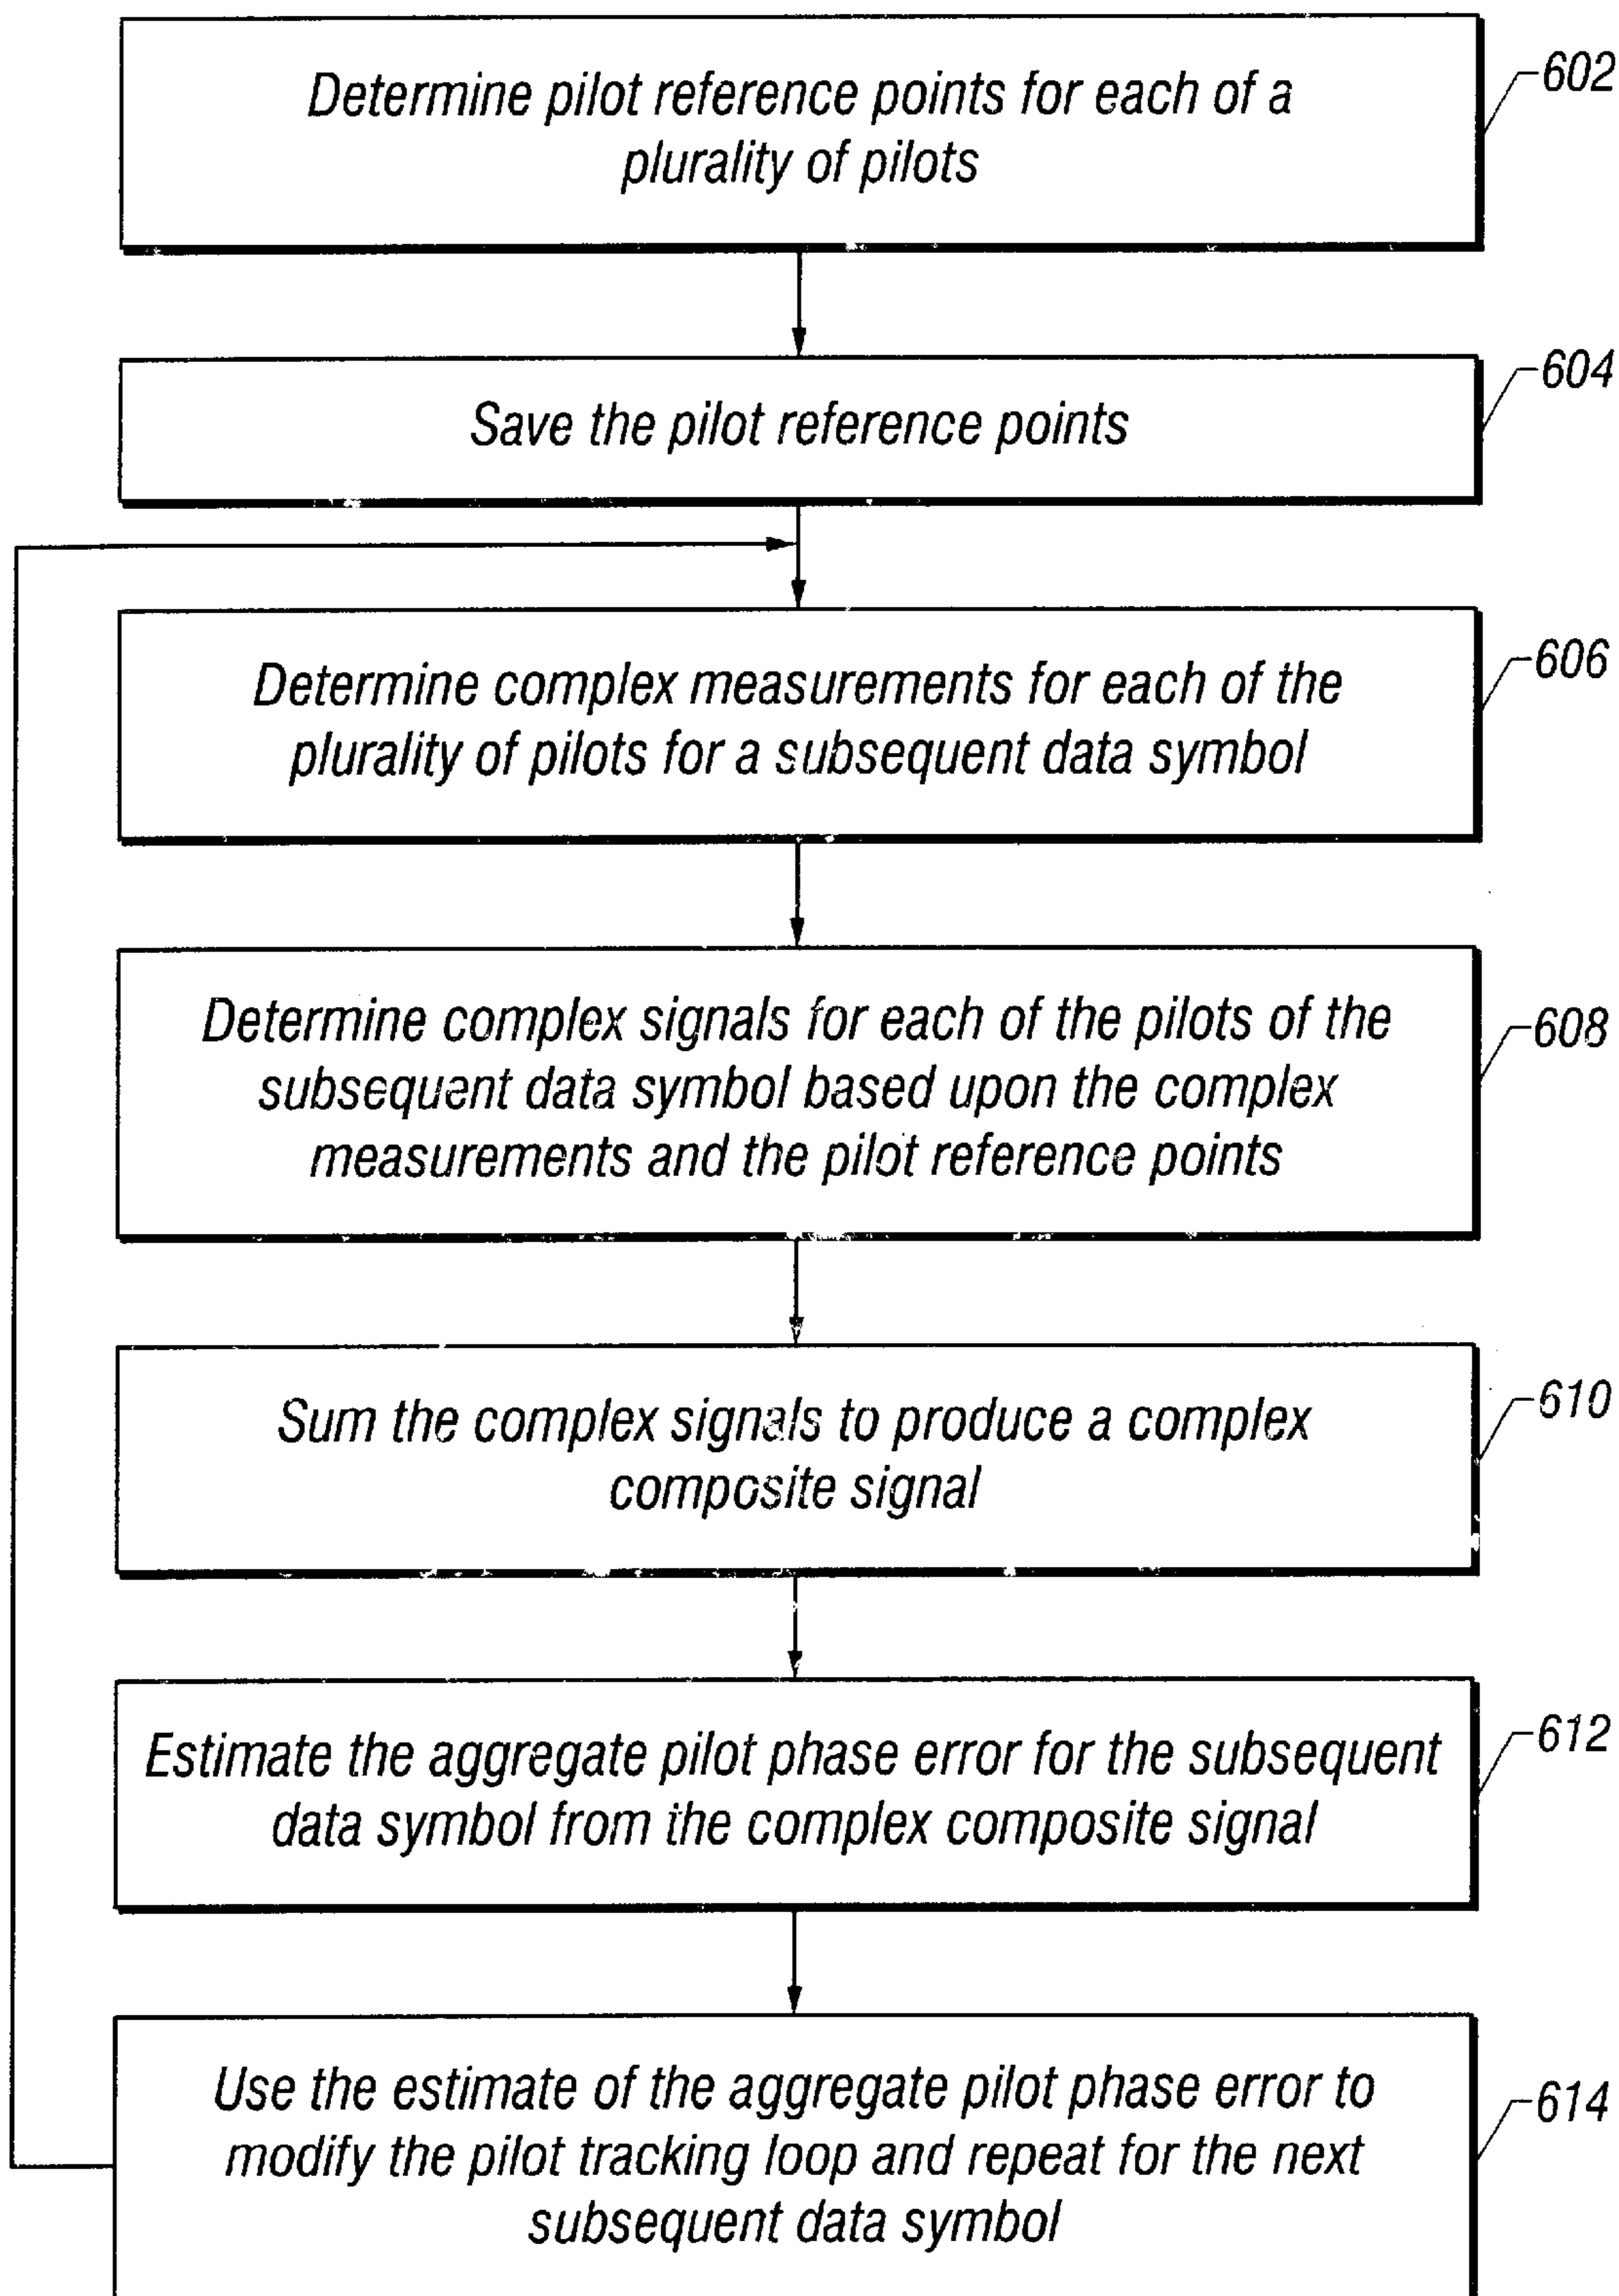 Determine pilot reference points for each of a
plurality of pilots
602
Save the pilot reference points
604
Determine complex measurements for each of the
plurality of pilots for a subsequent data symbol
606
Determine complex signals for each of the pilots of the
subsequent data symbol based upon the complex
measurements and the pilot reference points
608
Sum the complex signals to produce a complex
composite signal
610
Estimate the aggregate pilot phase error for the subsequent
data symbol from the complex composite signal
612
Use the estimate of the aggregate pilot phase error to
modify the pilot tracking loop and repeat for the next
subsequent data symbol
614